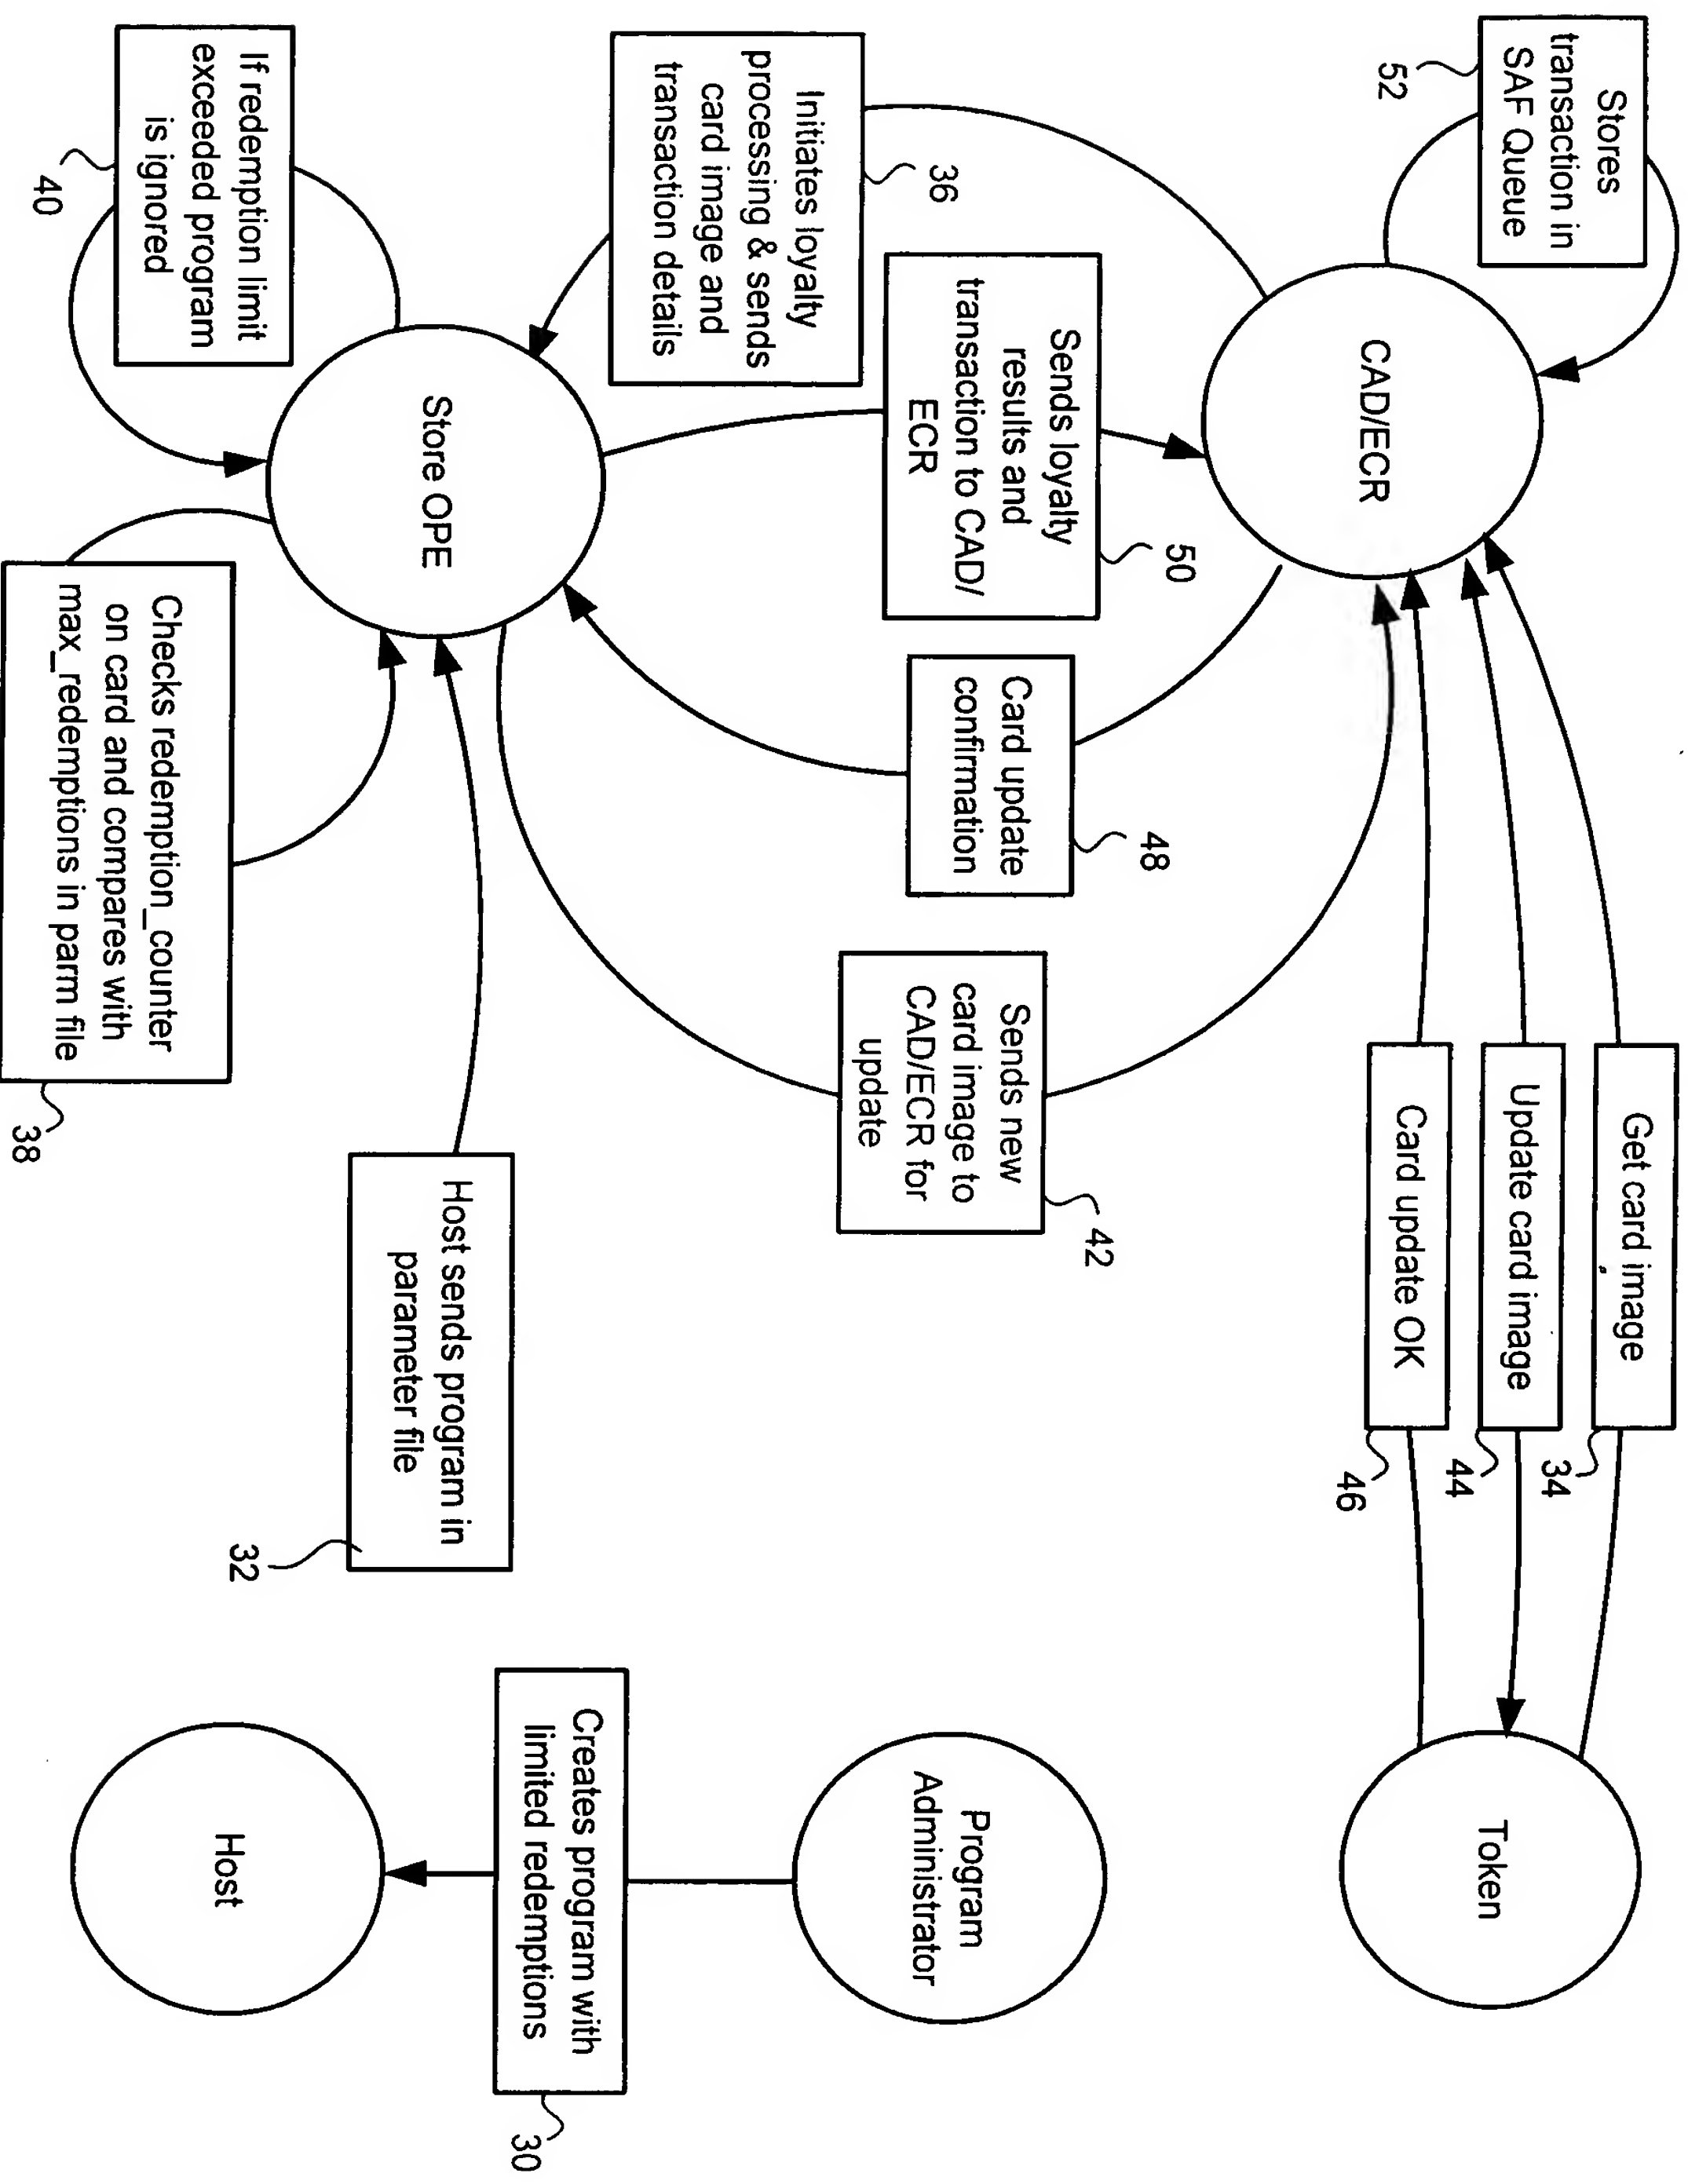 Stores
transaction in
SAF Queue
52
CAD/ECR
Get card image
34
Update card image
44
Card update OK
46
Token
Initiates loyalty
processing & sends
card image and
transaction details
36
Sends loyalty
results and
transaction to CAD/
ECR
50
Card update
confirmation
48
Sends new
card image to
CAD/ECR for
update
42
Program
Administrator
If redemption limit
exceeded program
is ignored
40
Store OPE
Checks redemption_counter
on card and compares with
max_redemptions in parm file
38
Host sends program in
parameter file
32
Creates program with
limited redemptions
30
Host